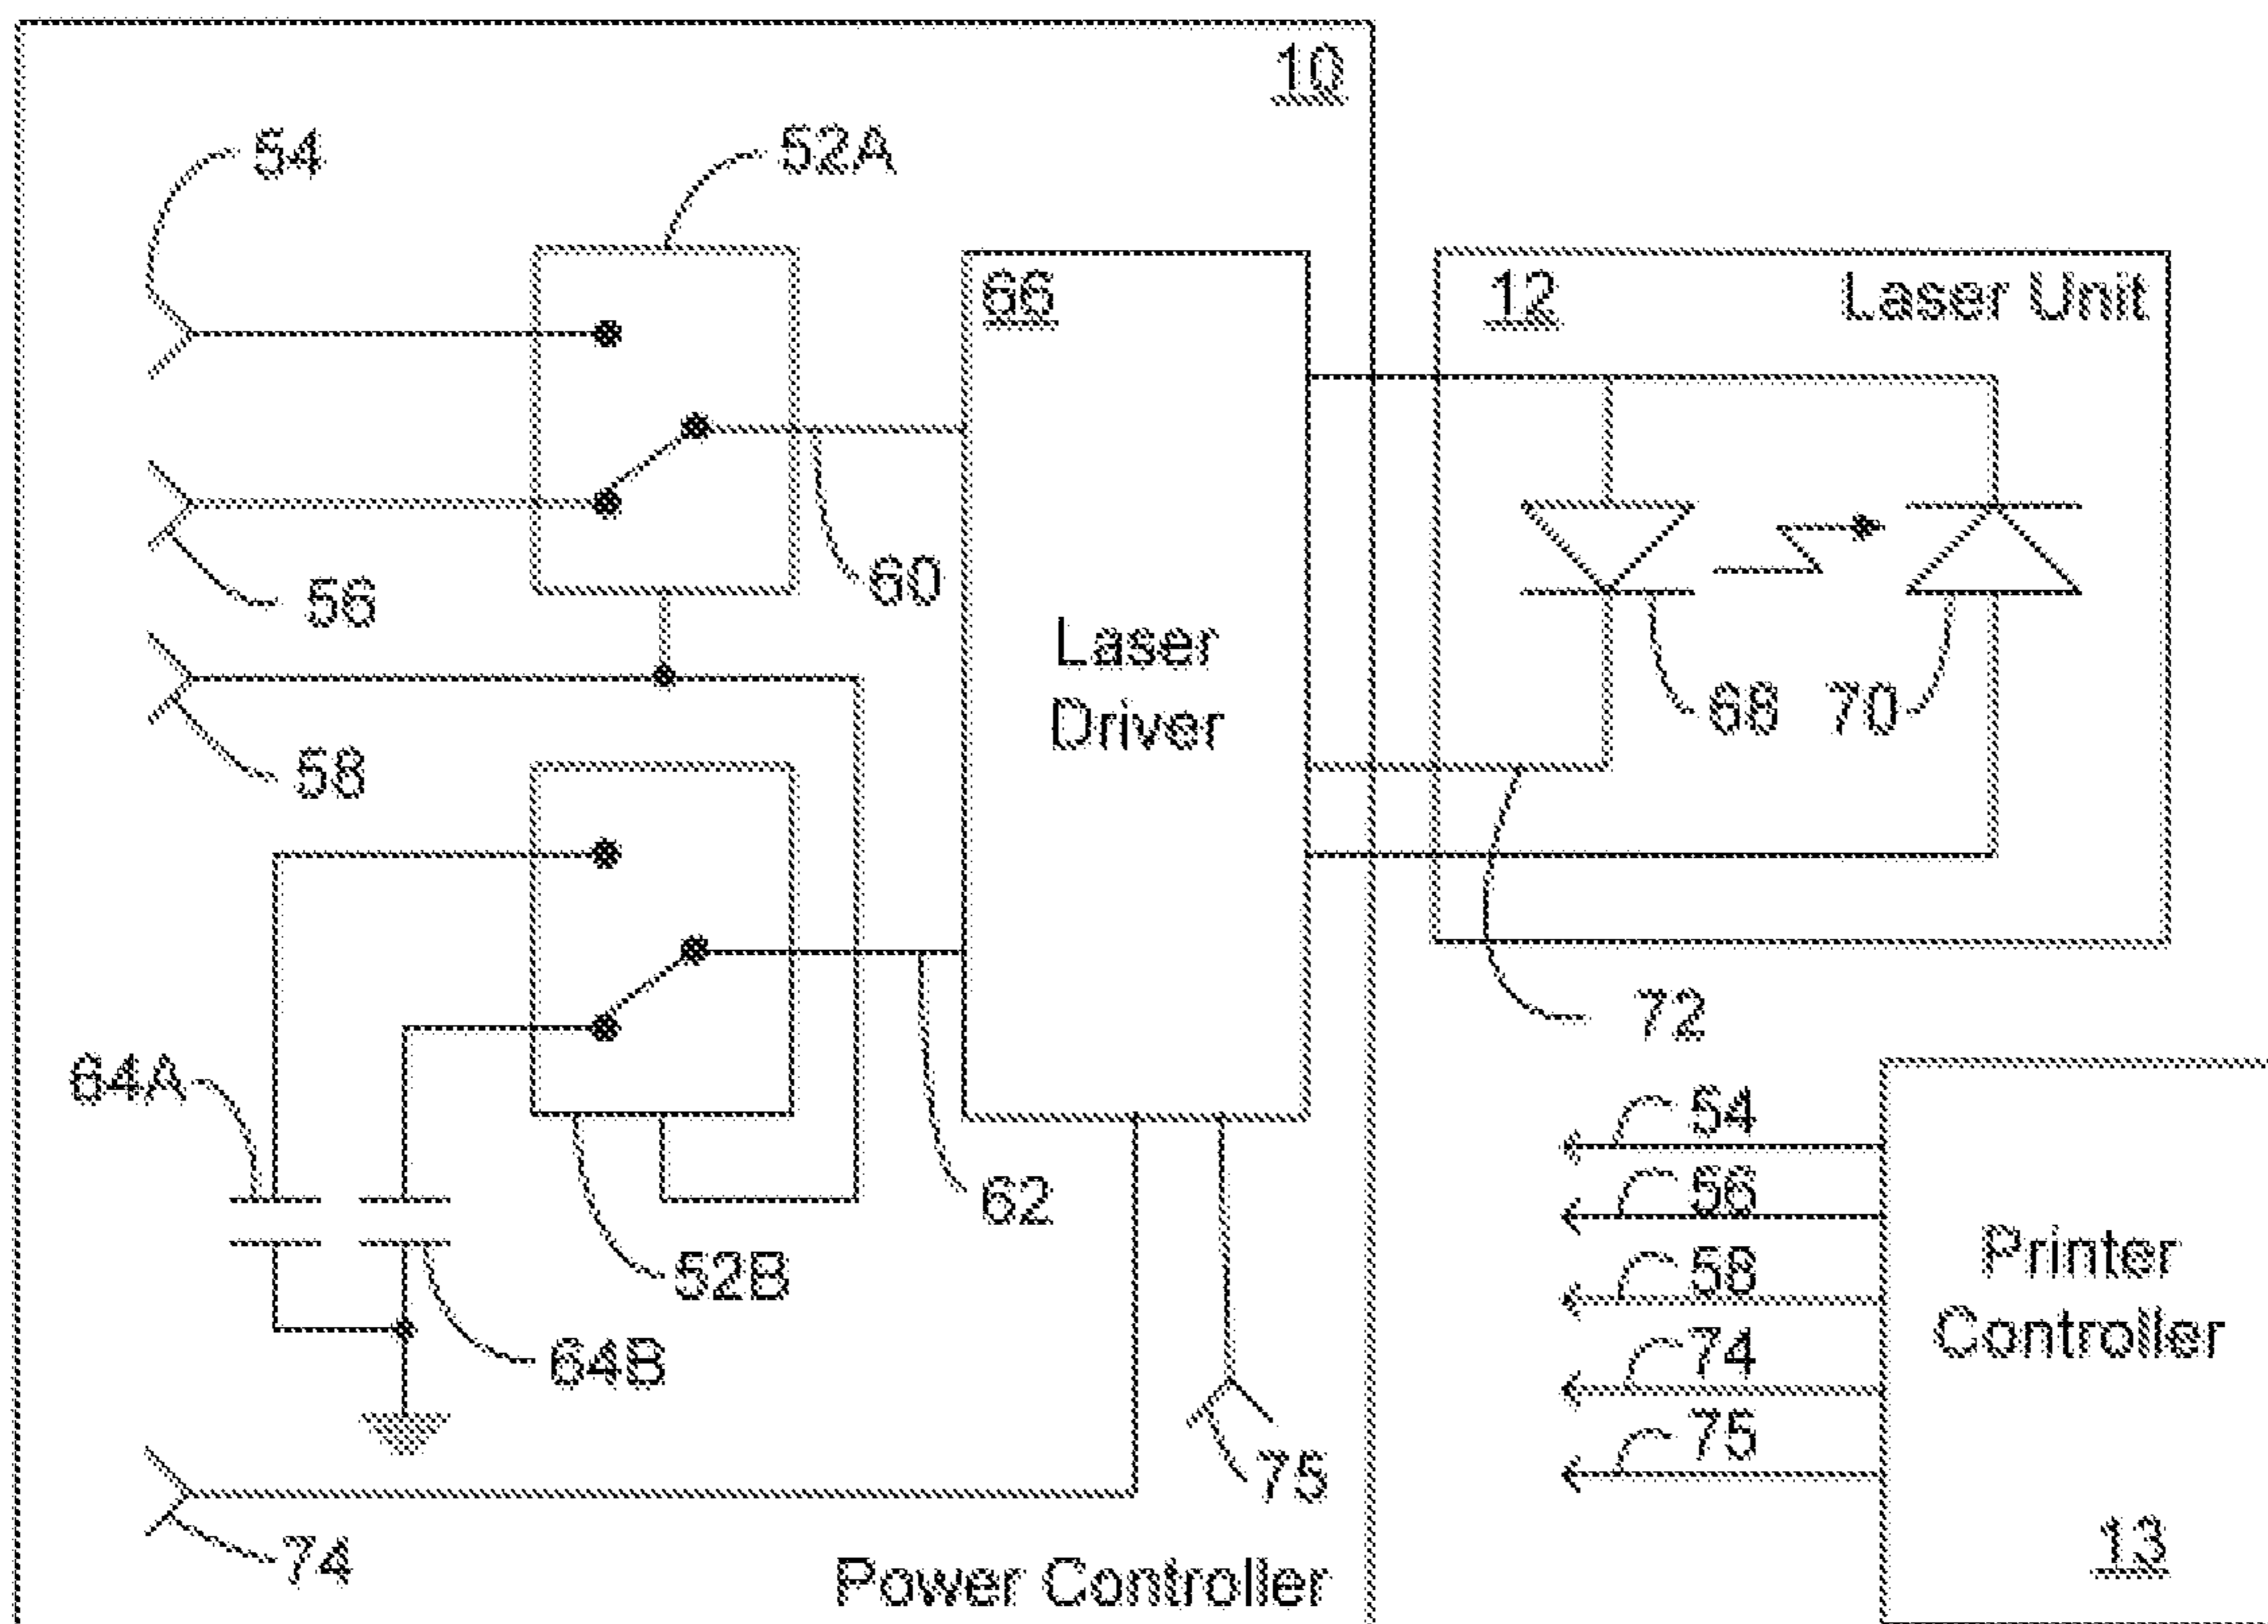 10
54
52A
66
12
Laser Unit
56
60
Laser
Driver
68
70
58
72
64A
62
52B
64B
75
74
Power Controller
54
56
58
74
75
Printer
Controller
13